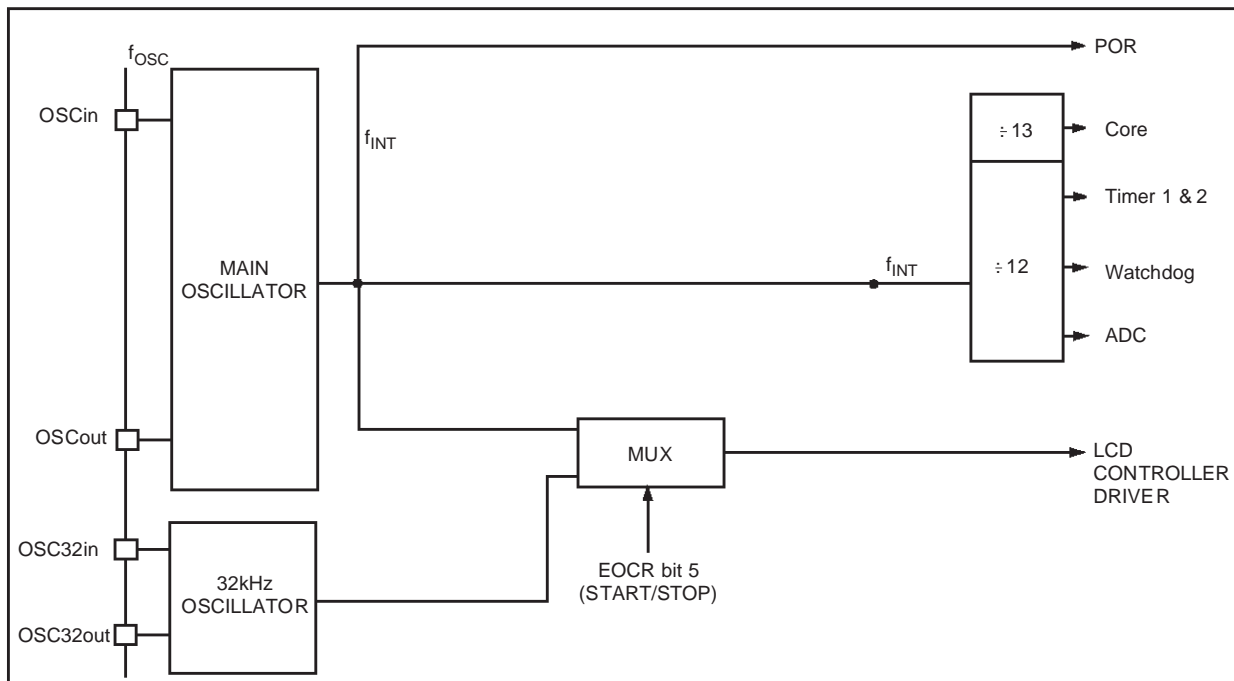 fOSC
POR
OSCin
÷13
Core
fINT
Timer 1 & 2
MAIN
OSCILLATOR
fINT
÷12
Watchdog
ADC
OSCout
MUX
LCD
CONTROLLER
DRIVER
OSC32in
32kHz
OSCILLATOR
EOCR bit 5
(START/STOP)
OSC32out